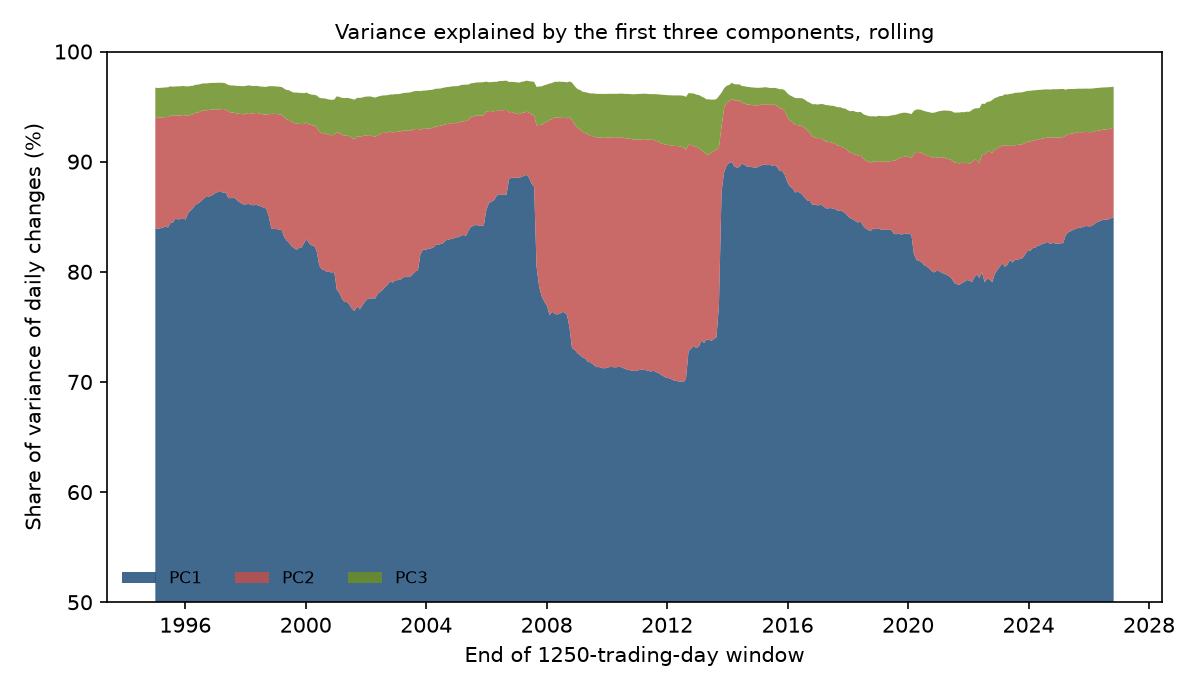 Variance explained by the first three components, rolling
Share of variance of daily changes (%)
100
90
80
70
60
50
PC1 PC2 PC3
1996 2000 2004 2008 2012 2016 2020 2024 2028
End of 1250-trading-day window